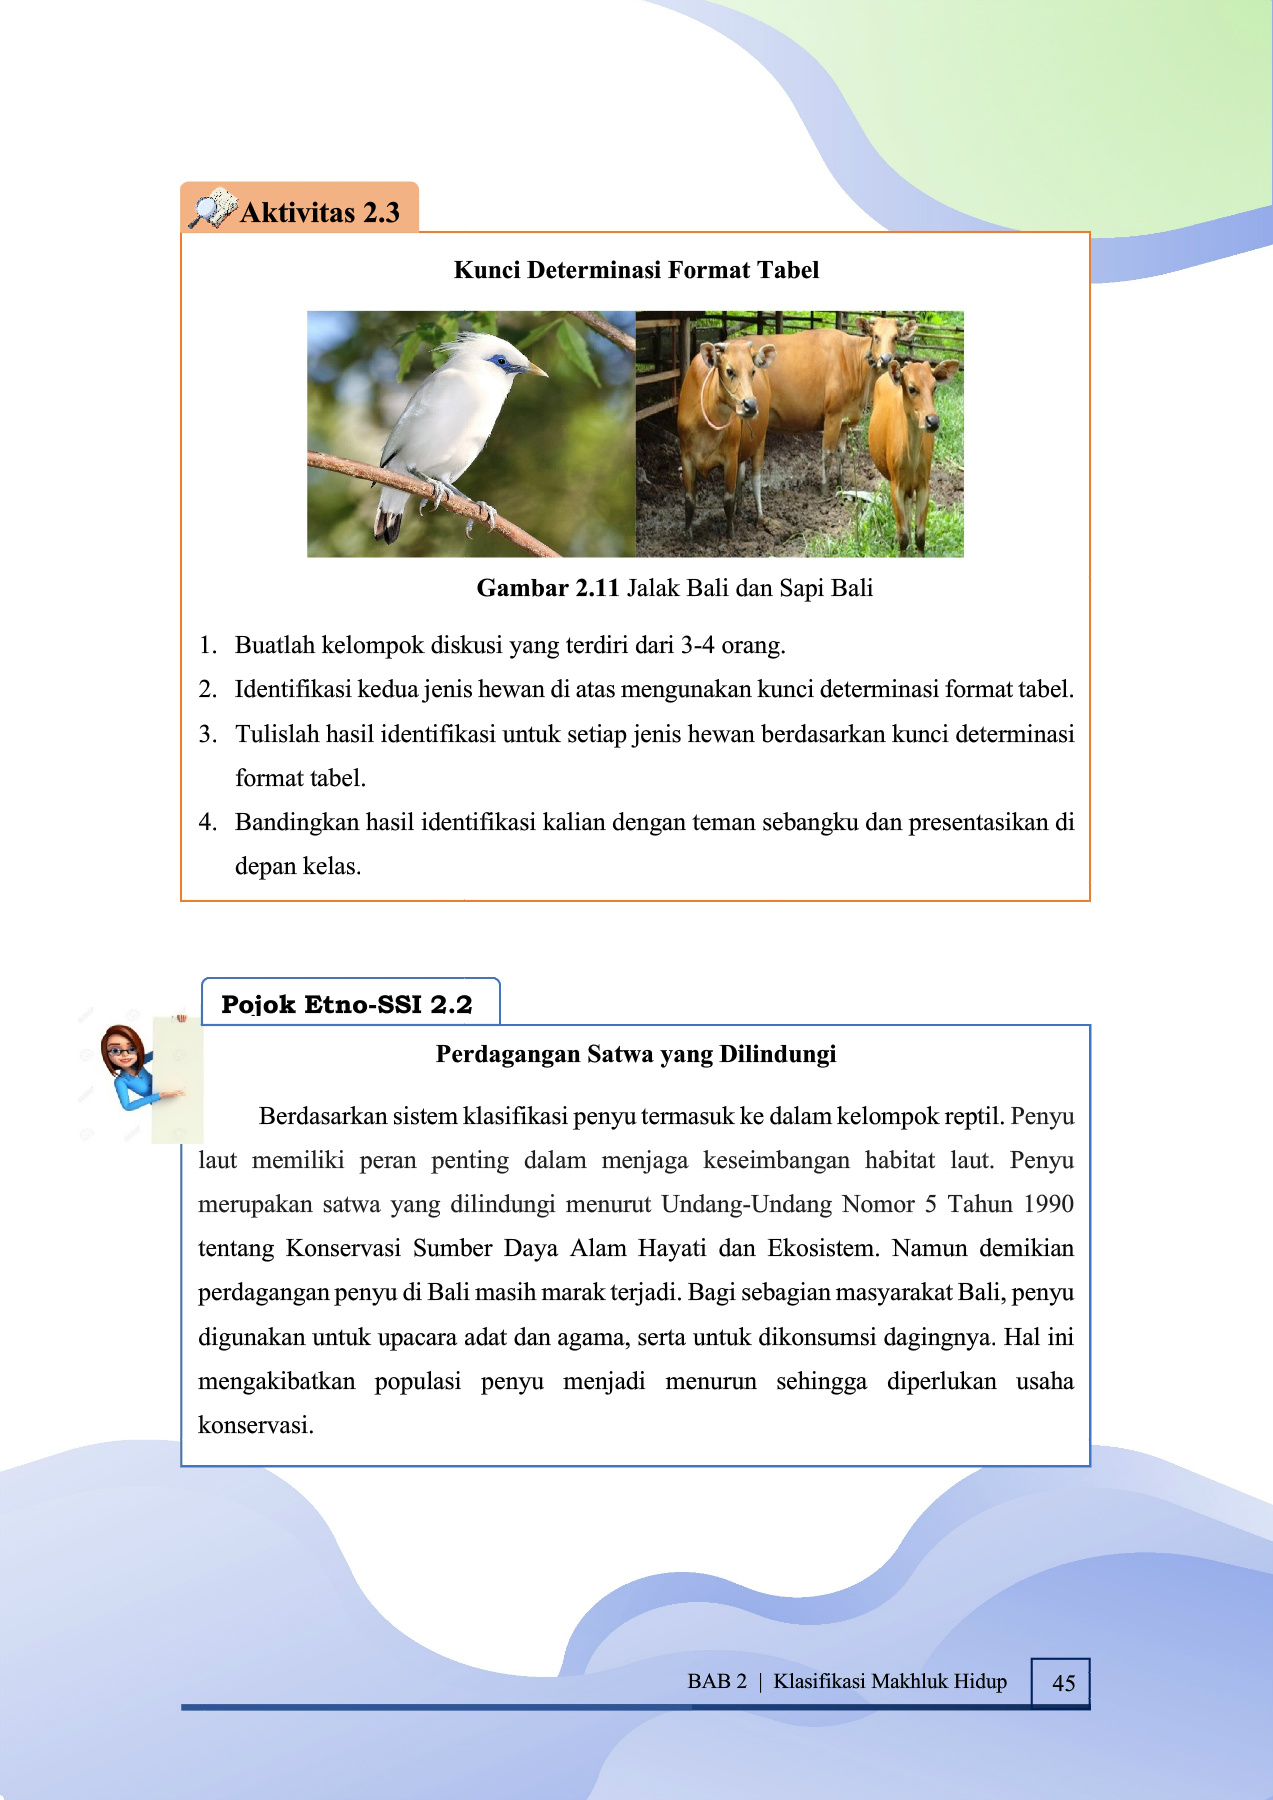 Aktivitas 2.3
Kunci Determinasi Format Tabel
Gambar 2.11 Jalak Bali dan Sapi Bali
1. Buatlah kelompok diskusi yang terdiri dari 3-4 orang.
2. Identifikasi kedua jenis hewan di atas mengunakan kunci determinasi format tabel.
3. Tulislah hasil identifikasi untuk setiap jenis hewan berdasarkan kunci determinasi
format tabel.
4. Bandingkan hasil identifikasi kalian dengan teman sebangku dan presentasikan di
depan kelas.
Pojok Etno-SSI 2.2
Perdagangan Satwa yang Dilindungi
Berdasarkan sistem klasifikasi penyu termasuk ke dalam kelompok reptil. Penyu
laut memiliki peran penting dalam menjaga keseimbangan habitat laut. Penyu
merupakan satwa yang dilindungi menurut Undang-Undang Nomor 5 Tahun 1990
tentang Konservasi Sumber Daya Alam Hayati dan Ekosistem. Namun demikian
perdagangan penyu di Bali masih marak terjadi. Bagi sebagian masyarakat Bali, penyu
digunakan untuk upacara adat dan agama, serta untuk dikonsumsi dagingnya. Hal ini
mengakibatkan populasi penyu menjadi menurun sehingga diperlukan usaha
konservasi.
BAB 2 | Klasifikasi Makhluk Hidup 45